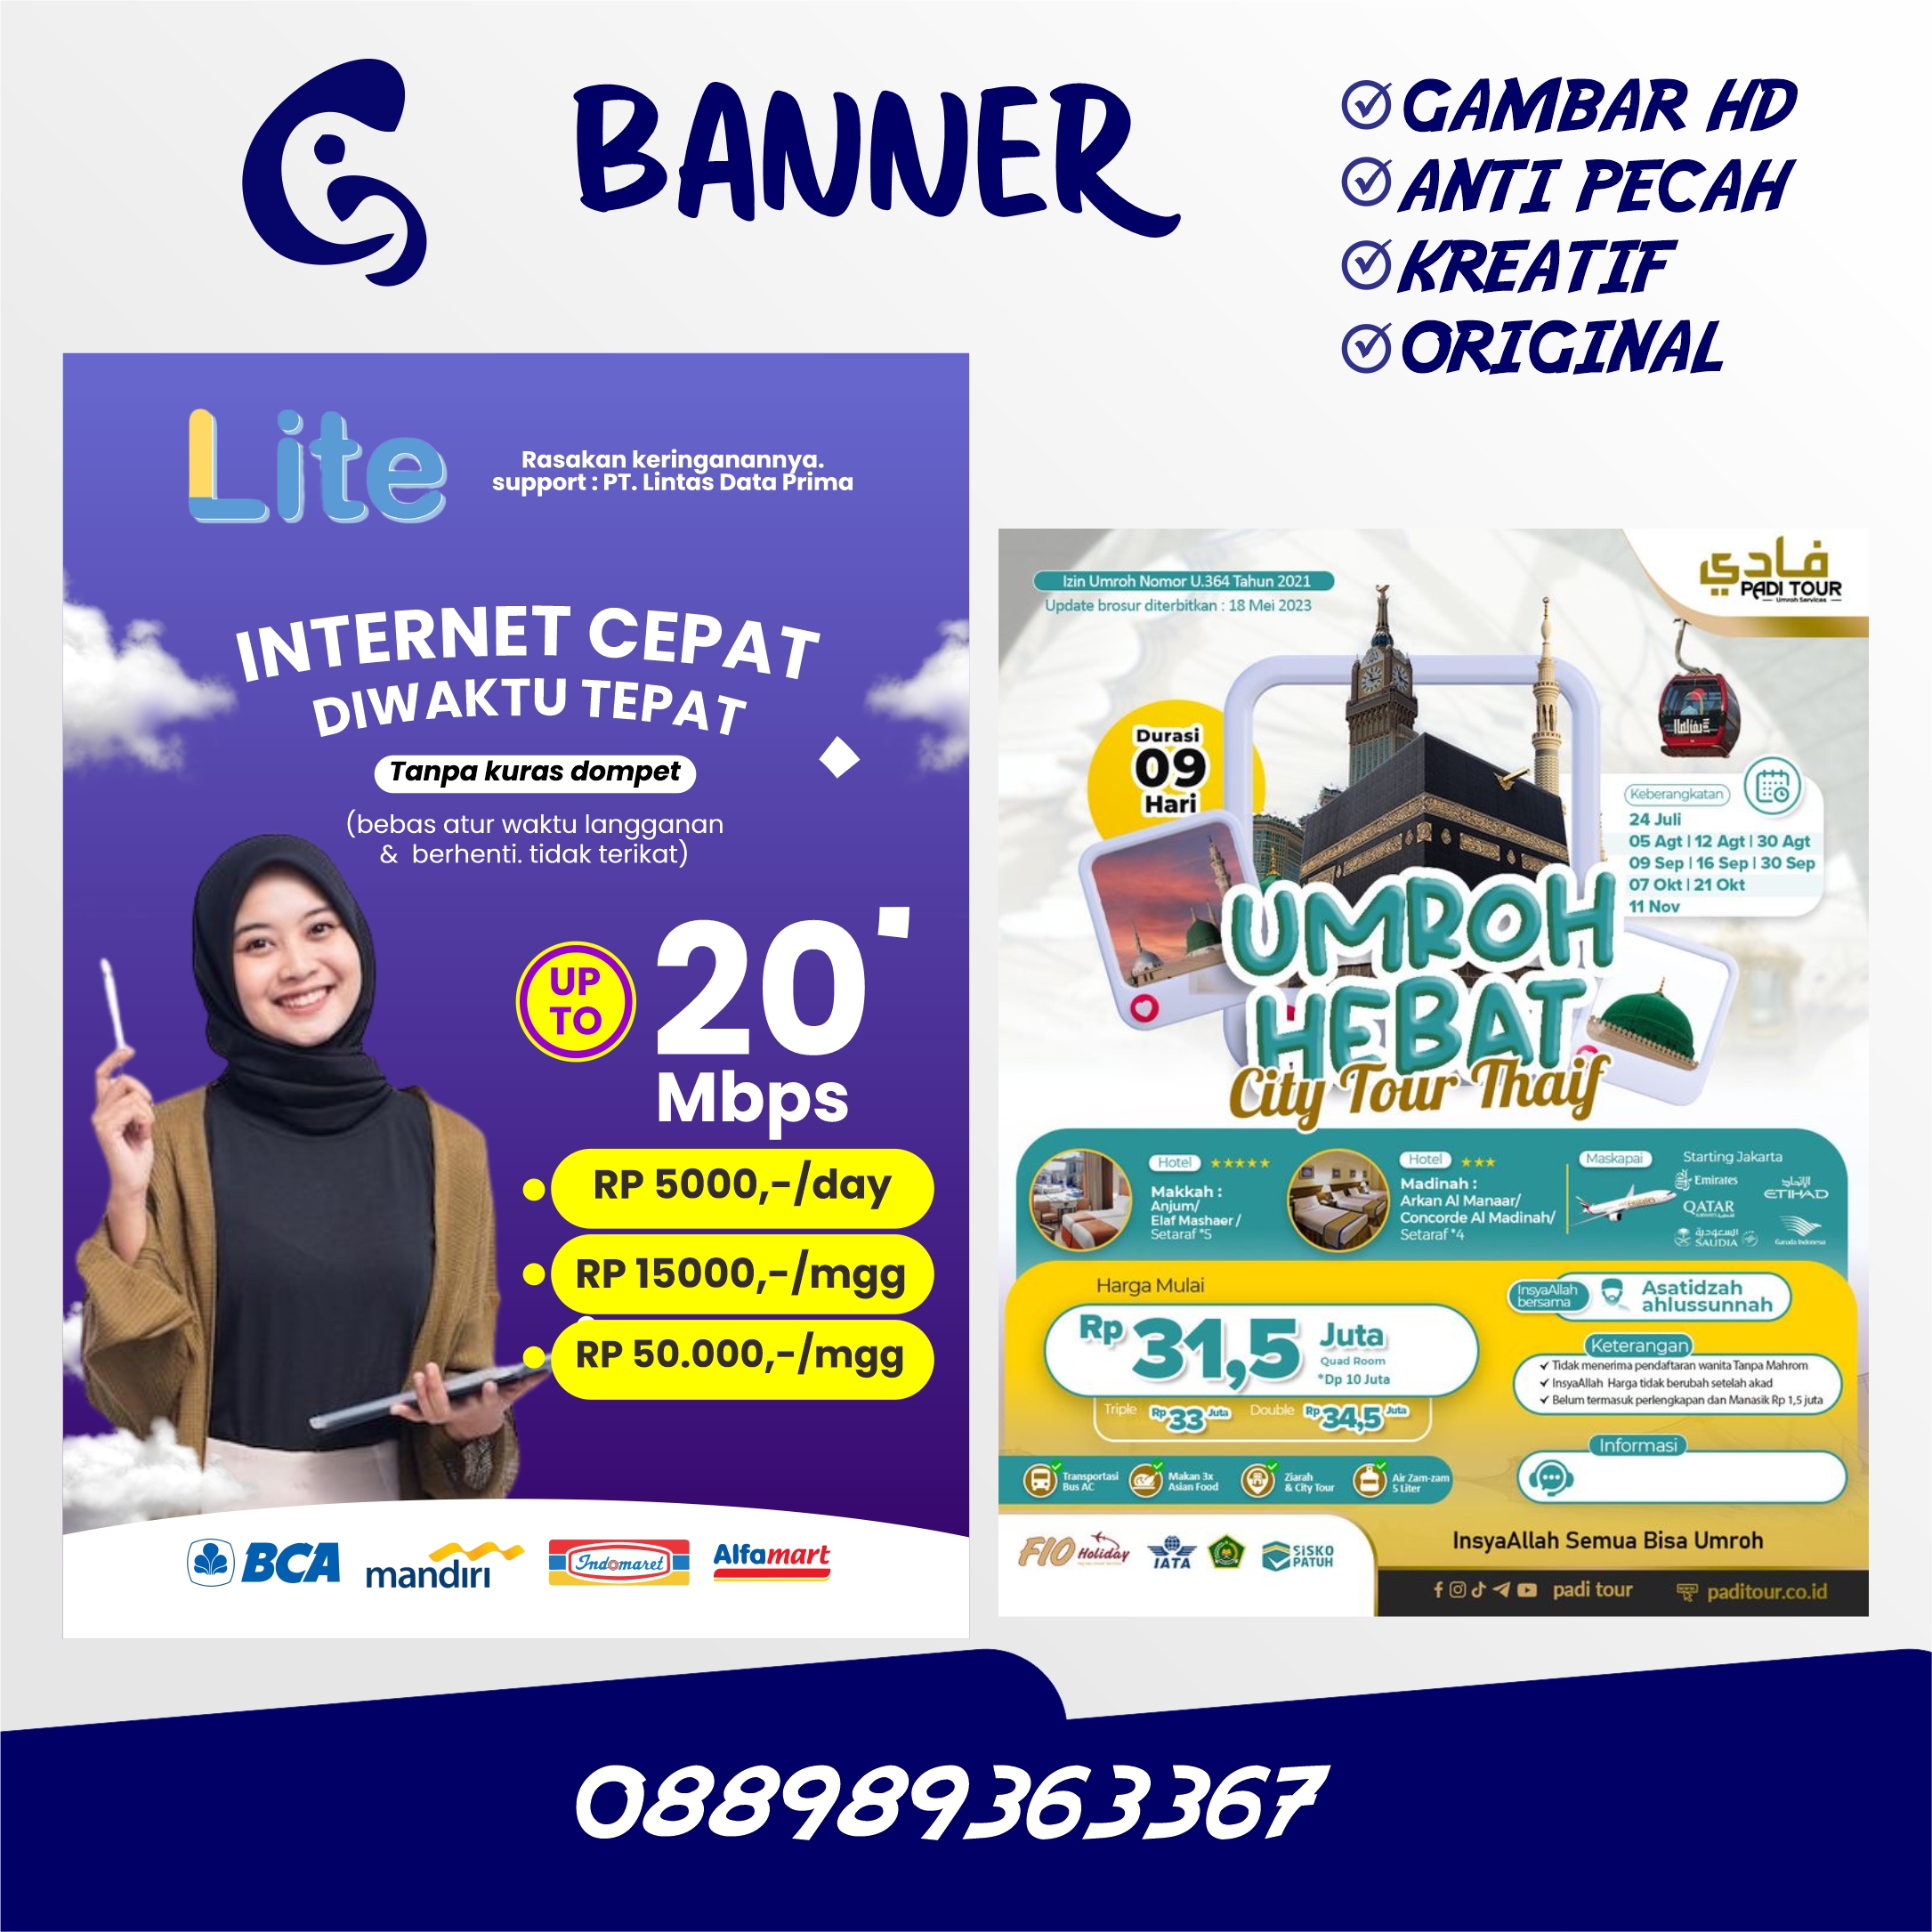 BANNER
GAMBAR HD
ANTI PECAH
KREATIF
ORIGINAL
Lite
Rasakan keringanannya.
support : PT. Lintas Data Prima
INTERNET CEPAT
DIWAKTU TEPAT
Tanpa kuras dompet
(bebas atur waktu langganan
& berhenti. tidak terikat)
UP
TO
20
Mbps
RP 5000,-/day
RP 15000,-/mgg
RP 50.000,-/mgg
BCA
mandiri
Indomaret
Alfamart
Izin Umroh Nomor U.364 Tahun 2021
Update brosur diterbitkan : 18 Mei 2023
فادي
PADI TOUR
Umroh Services
Durasi
09
Hari
Keberangkatan
24 Juli
05 Agt | 12 Agt | 30 Agt
09 Sep | 16 Sep | 30 Sep
07 Okt | 21 Okt
11 Nov
UMROH
HEBAT
City Tour Thaif
Hotel
Makkah :
Anjum/
Elaf Mashaer /
Setaraf *5
Hotel
Madinah :
Arkan Al Manaar/
Concorde Al Madinah/
Setaraf *4
Maskapai
Starting Jakarta
Emirates
الإتحاد
ETIHAD
QATAR
السعودية
SAUDIA
Garuda Indonesia
Harga Mulai
Rp 31,5 Juta
Quad Room
*Dp 10 Juta
Triple Rp 33 Juta Double Rp 34,5 Juta
InsyaAllah
bersama
Asatidzah
ahlussunnah
Keterangan
✓ Tidak menerima pendaftaran wanita Tanpa Mahrom
✓ InsyaAllah Harga tidak berubah setelah akad
✓ Belum termasuk perlengkapan dan Manasik Rp 1,5 juta
Informasi
Transportasi
Bus AC
Makan 3x
Asian Food
Ziarah
& City Tour
Air Zam-zam
5 Liter
FIO Holiday
IATA
SISKO
PATUH
InsyaAllah Semua Bisa Umroh
padi tour
paditour.co.id
088989363367